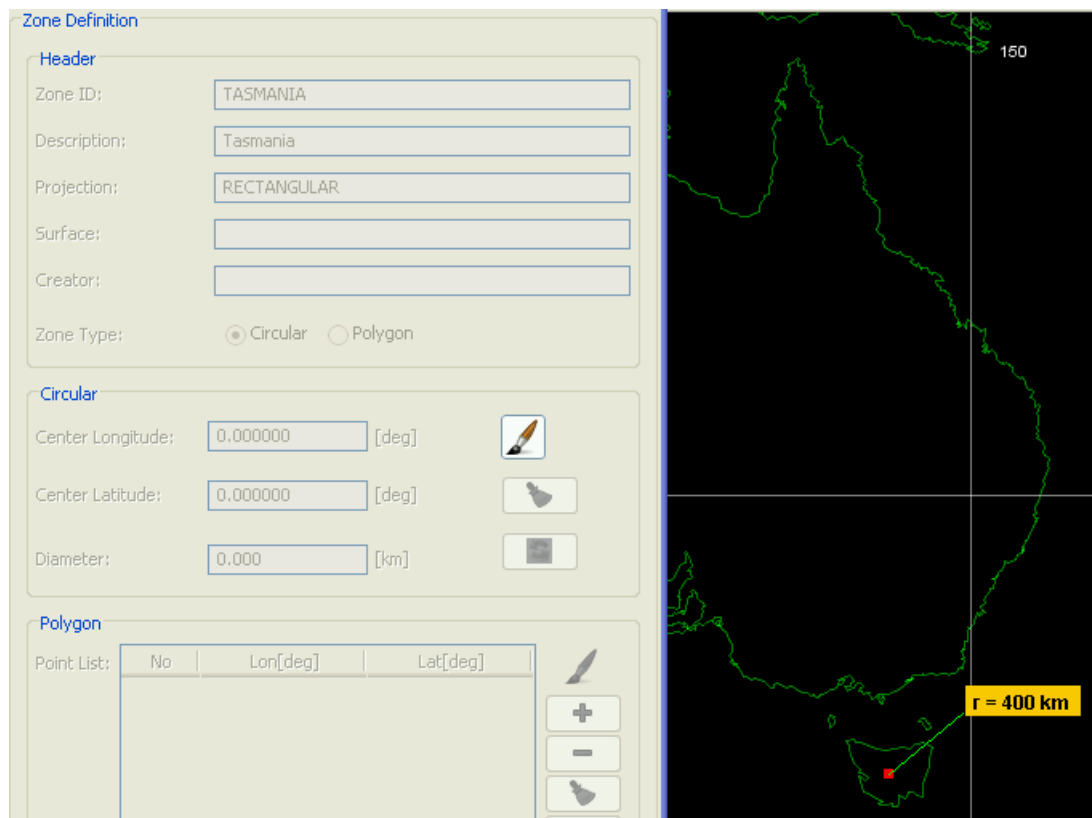 Zone Definition
Header
Zone ID: TASMANIA
Description: Tasmania
Projection: RECTANGULAR
Surface:
Creator:
Zone Type: Circular Polygon
Circular
Center Longitude: 0.000000 [deg]
Center Latitude: 0.000000 [deg]
Diameter: 0.000 [km]
Polygon
Point List: No Lon[deg] Lat[deg]
150
r = 400 km